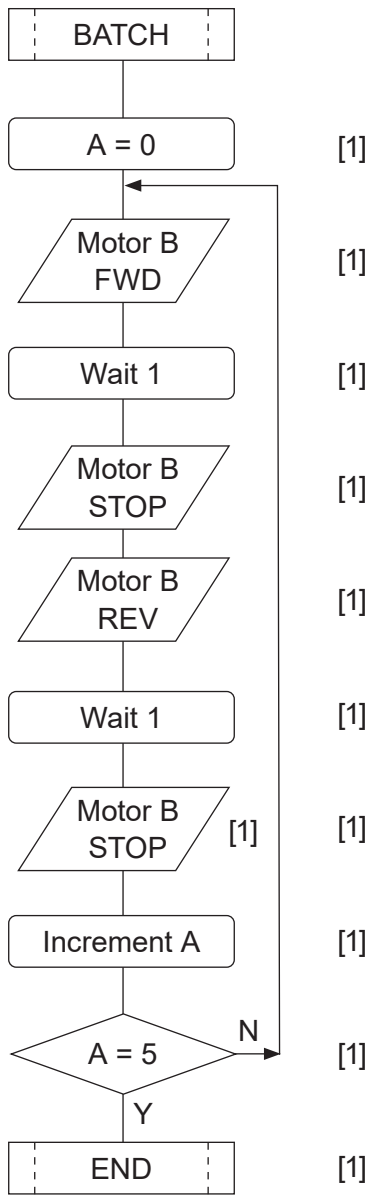 BATCH
A = 0 [1]
Motor B
FWD [1]
Wait 1 [1]
Motor B
STOP [1]
Motor B
REV [1]
Wait 1 [1]
Motor B
STOP [1] [1]
Increment A [1]
A = 5 N [1]
Y
END [1]